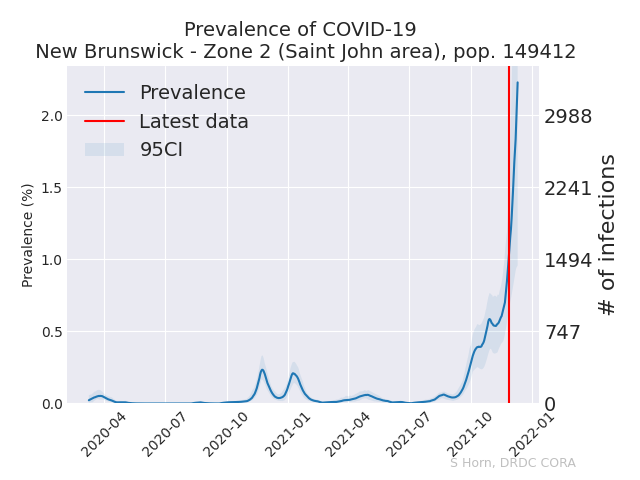 Prevalence of COVID-19
New Brunswick - Zone 2 (Saint John area), pop. 149412
Prevalence
Latest data
95CI
Prevalence (%)
2.0
1.5
1.0
0.5
0.0
2988
2241
1494
747
0
# of infections
2020-04
2020-07
2020-10
2021-01
2021-04
2021-07
2021-10
2022-01
S Horn, DRDC CORA